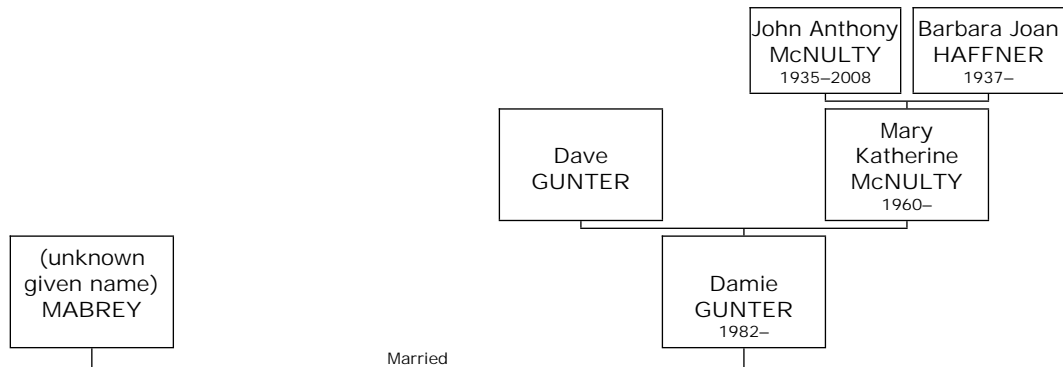 John Anthony
McNULTY
1935–2008
Barbara Joan
HAFFNER
1937–
Dave
GUNTER
Mary
Katherine
McNULTY
1960–
(unknown
given name)
MABREY
Damie
GUNTER
1982–
Married